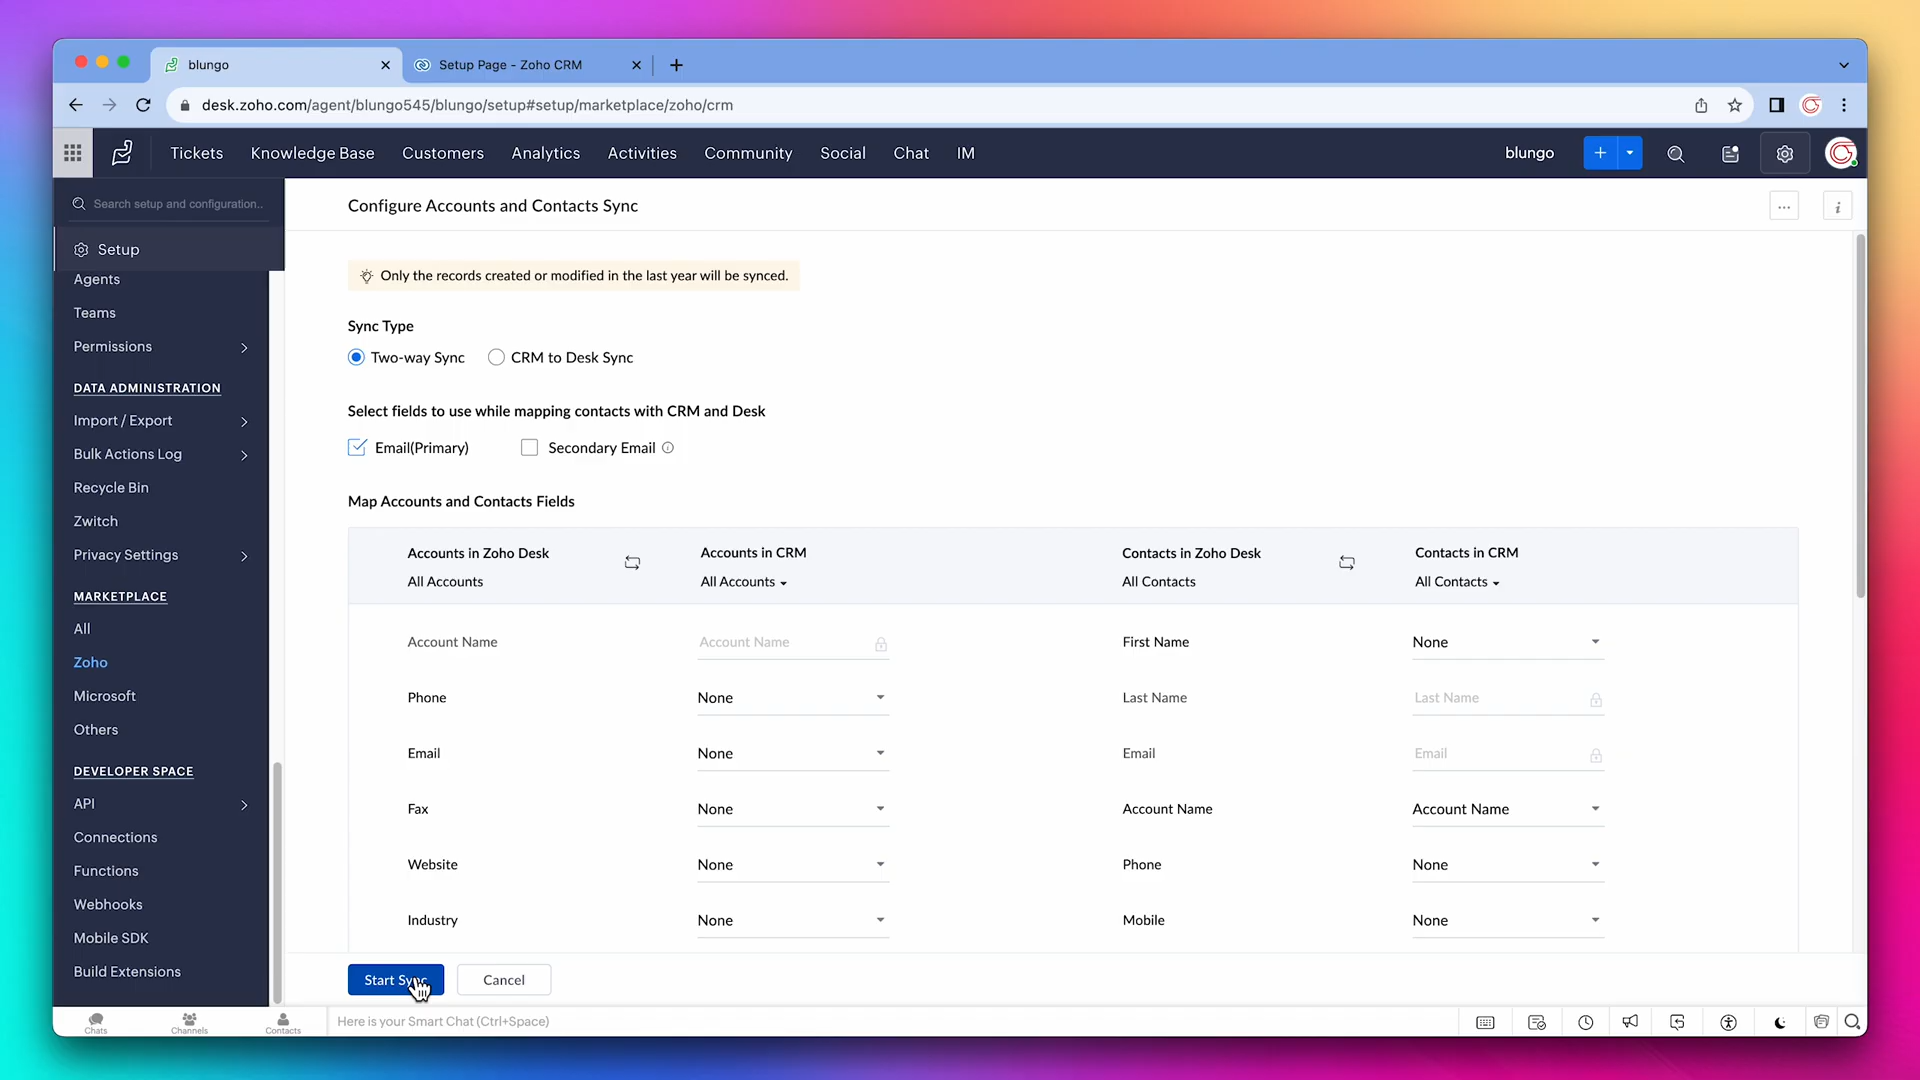 blungo
Setup Page - Zoho CRM
desk.zoho.com/agent/blungo545/blungo/setup#setup/marketplace/zoho/crm
Tickets Knowledge Base Customers Analytics Activities Community Social Chat IM
blungo
Search setup and configuration..
Setup
Agents
Teams
Permissions
DATA ADMINISTRATION
Import / Export
Bulk Actions Log
Recycle Bin
Zwitch
Privacy Settings
MARKETPLACE
All
Zoho
Microsoft
Others
DEVELOPER SPACE
API
Connections
Functions
Webhooks
Mobile SDK
Build Extensions
Configure Accounts and Contacts Sync
Only the records created or modified in the last year will be synced.
Sync Type
Two-way Sync CRM to Desk Sync
Select fields to use while mapping contacts with CRM and Desk
Email(Primary) Secondary Email
Map Accounts and Contacts Fields
Accounts in Zoho Desk Accounts in CRM Contacts in Zoho Desk Contacts in CRM
All Accounts All Accounts All Contacts All Contacts
Account Name Account Name First Name None
Phone None Last Name Last Name
Email None Email Email
Fax None Account Name Account Name
Website None Phone None
Industry None Mobile None
Start Sync Cancel
Chats Channels Contacts
Here is your Smart Chat (Ctrl+Space)